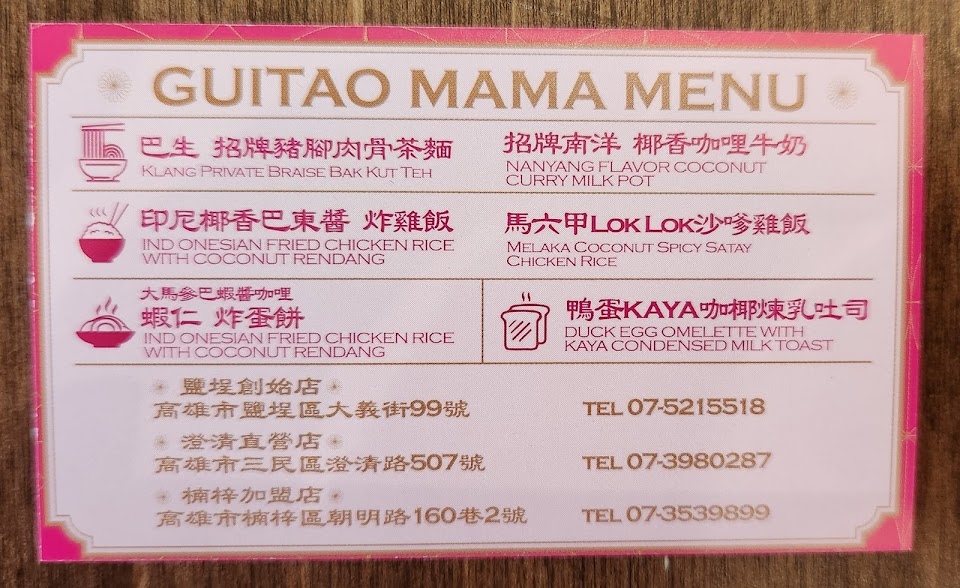 GUITAO MAMA MENU
巴生 招牌豬腳肉骨茶麵
KLANG PRIVATE BRAISE BAK KUT TEH
招牌南洋 椰香咖哩牛奶
NANYANG FLAVOR COCONUT
CURRY MILK POT
印尼椰香巴東醬 炸雞飯
IND ONESIAN FRIED CHICKEN RICE
WITH COCONUT RENDANG
馬六甲LOK LOK沙嗲雞飯
MELAKA COCONUT SPICY SATAY
CHICKEN RICE
大馬參巴蝦醬咖哩
蝦仁 炸蛋餅
IND ONESIAN FRIED CHICKEN RICE
WITH COCONUT RENDANG
鴨蛋KAYA咖椰煉乳吐司
DUCK EGG OMELETTE WITH
KAYA CONDENSED MILK TOAST
鹽埕創始店
高雄市鹽埕區大義街99號 TEL 07-5215518
澄清直營店
高雄市三民區澄清路507號 TEL 07-3980287
楠梓加盟店
高雄市楠梓區朝明路160巷2號 TEL 07-3539899